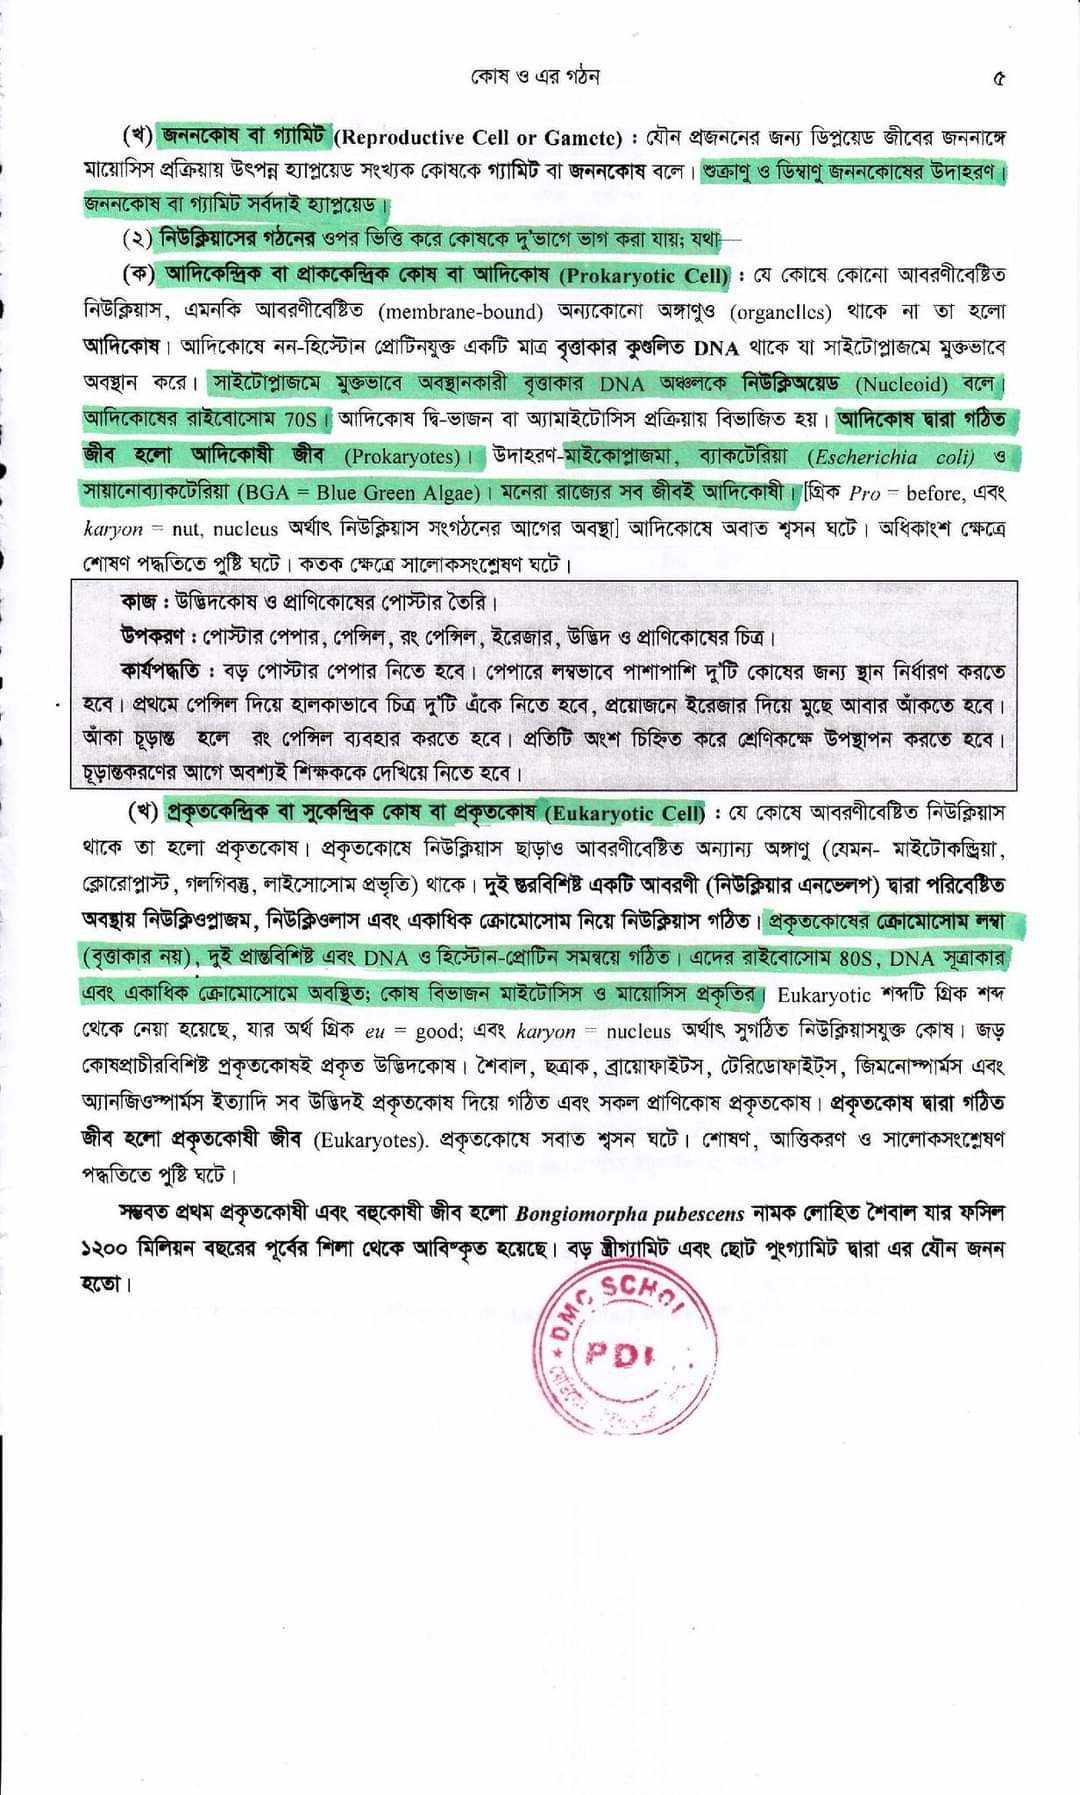 কোষ ও এর গঠন
৫
(খ) জননকোষ বা গ্যামিট (Reproductive Cell or Gamete) : যৌন প্রজননের জন্য ডিপ্লয়েড জীবের জননাঙ্গে
মায়োসিস প্রক্রিয়ায় উৎপন্ন হ্যাপ্লয়েড সংখ্যক কোষকে গ্যামিট বা জননকোষ বলে। শুক্রাণু ও ডিম্বাণু জননকোষের উদাহরণ।
জননকোষ বা গ্যামিট সর্বদাই হ্যাপ্লয়েড।
(২) নিউক্লিয়াসের গঠনের ওপর ভিত্তি করে কোষকে দু'ভাগে ভাগ করা যায়; যথা—
(ক) আদিকেন্দ্রিক বা প্রাককেন্দ্রিক কোষ বা আদিকোষ (Prokaryotic Cell) : যে কোষে কোনো আবরণীবেষ্টিত
নিউক্লিয়াস, এমনকি আবরণীবেষ্টিত (membrane-bound) অন্যকোনো অঙ্গাণুও (organelles) থাকে না তা হলো
আদিকোষ। আদিকোষে নন-হিস্টোন প্রোটিনযুক্ত একটি মাত্র বৃত্তাকার কুণ্ডলিত DNA থাকে যা সাইটোপ্লাজমে মুক্তভাবে
অবস্থান করে। সাইটোপ্লাজমে মুক্তভাবে অবস্থানকারী বৃত্তাকার DNA অঞ্চলকে নিউক্লিঅয়েড (Nucleoid) বলে।
আদিকোষের রাইবোসোম 70S। আদিকোষ দ্বি-ভাজন বা অ্যামাইটোসিস প্রক্রিয়ায় বিভাজিত হয়। আদিকোষ দ্বারা গঠিত
জীব হলো আদিকোষী জীব (Prokaryotes)। উদাহরণ-মাইকোপ্লাজমা, ব্যাকটেরিয়া (Escherichia coli) ও
সায়ানোব্যাকটেরিয়া (BGA = Blue Green Algae)। মনেরা রাজ্যের সব জীবই আদিকোষী। [গ্রিক Pro = before, এবং
karyon = nut, nucleus অর্থাৎ নিউক্লিয়াস সংগঠনের আগের অবস্থা] আদিকোষে অবাত শ্বসন ঘটে। অধিকাংশ ক্ষেত্রে
শোষণ পদ্ধতিতে পুষ্টি ঘটে। কতক ক্ষেত্রে সালোকসংশ্লেষণ ঘটে।
কাজ : উদ্ভিদকোষ ও প্রাণিকোষের পোস্টার তৈরি।
উপকরণ : পোস্টার পেপার, পেন্সিল, রং পেন্সিল, ইরেজার, উদ্ভিদ ও প্রাণিকোষের চিত্র।
কার্যপদ্ধতি : বড় পোস্টার পেপার নিতে হবে। পেপারে লম্বভাবে পাশাপাশি দু'টি কোষের জন্য স্থান নির্ধারণ করতে
হবে। প্রথমে পেন্সিল দিয়ে হালকাভাবে চিত্র দু'টি এঁকে নিতে হবে, প্রয়োজনে ইরেজার দিয়ে মুছে আবার আঁকতে হবে।
আঁকা চূড়ান্ত হলে রং পেন্সিল ব্যবহার করতে হবে। প্রতিটি অংশ চিহ্নিত করে শ্রেণিকক্ষে উপস্থাপন করতে হবে।
চূড়ান্তকরণের আগে অবশ্যই শিক্ষককে দেখিয়ে নিতে হবে।
(খ) প্রকৃতকেন্দ্রিক বা সুকেন্দ্রিক কোষ বা প্রকৃতকোষ (Eukaryotic Cell) : যে কোষে আবরণীবেষ্টিত নিউক্লিয়াস
থাকে তা হলো প্রকৃতকোষ। প্রকৃতকোষে নিউক্লিয়াস ছাড়াও আবরণীবেষ্টিত অন্যান্য অঙ্গাণু (যেমন- মাইটোকন্ড্রিয়া,
ক্লোরোপ্লাস্ট, গলগিবস্তু, লাইসোসোম প্রভৃতি) থাকে। দুই স্তরবিশিষ্ট একটি আবরণী (নিউক্লিয়ার এনভেলপ) দ্বারা পরিবেষ্টিত
অবস্থায় নিউক্লিওপ্লাজম, নিউক্লিওলাস এবং একাধিক ক্রোমোসোম নিয়ে নিউক্লিয়াস গঠিত। প্রকৃতকোষের ক্রোমোসোম লম্বা
(বৃত্তাকার নয়), দুই প্রান্তবিশিষ্ট এবং DNA ও হিস্টোন-প্রোটিন সমন্বয়ে গঠিত। এদের রাইবোসোম 80S, DNA সূত্রাকার
এবং একাধিক ক্রোমোসোমে অবস্থিত; কোষ বিভাজন মাইটোসিস ও মায়োসিস প্রকৃতির। Eukaryotic শব্দটি গ্রিক শব্দ
থেকে নেয়া হয়েছে, যার অর্থ গ্রিক eu = good; এবং karyon = nucleus অর্থাৎ সুগঠিত নিউক্লিয়াসযুক্ত কোষ। জড়
কোষপ্রাচীরবিশিষ্ট প্রকৃতকোষই প্রকৃত উদ্ভিদকোষ। শৈবাল, ছত্রাক, ব্রায়োফাইটস, টেরিডোফাইট্স, জিমনোস্পার্মস এবং
অ্যানজিওস্পার্মস ইত্যাদি সব উদ্ভিদই প্রকৃতকোষ দিয়ে গঠিত এবং সকল প্রাণিকোষ প্রকৃতকোষ। প্রকৃতকোষ দ্বারা গঠিত
জীব হলো প্রকৃতকোষী জীব (Eukaryotes). প্রকৃতকোষে সবাত শ্বসন ঘটে। শোষণ, আত্তিকরণ ও সালোকসংশ্লেষণ
পদ্ধতিতে পুষ্টি ঘটে।
সম্ভবত প্রথম প্রকৃতকোষী এবং বহুকোষী জীব হলো Bongiomorpha pubescens নামক লোহিত শৈবাল যার ফসিল
১২০০ মিলিয়ন বছরের পূর্বের শিলা থেকে আবিষ্কৃত হয়েছে। বড় স্ত্রীগ্যামিট এবং ছোট পুংগ্যামিট দ্বারা এর যৌন জনন
হতো।
DMC SCHOL
PDF